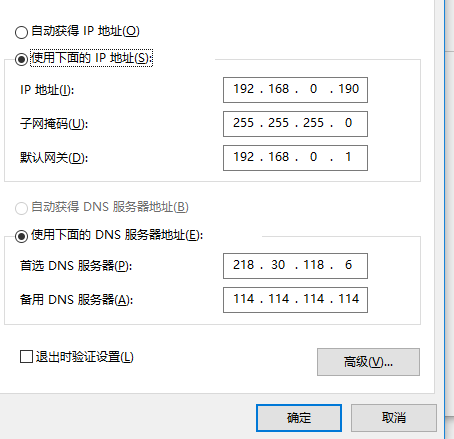 自动获得 IP 地址(O)
使用下面的 IP 地址(S):
IP 地址(I): 192 . 168 . 0 . 190
子网掩码(U): 255 . 255 . 255 . 0
默认网关(D): 192 . 168 . 0 . 1
自动获得 DNS 服务器地址(B)
使用下面的 DNS 服务器地址(E):
首选 DNS 服务器(P): 218 . 30 . 118 . 6
备用 DNS 服务器(A): 114 . 114 . 114 . 114
退出时验证设置(L)
高级(V)...
确定 取消